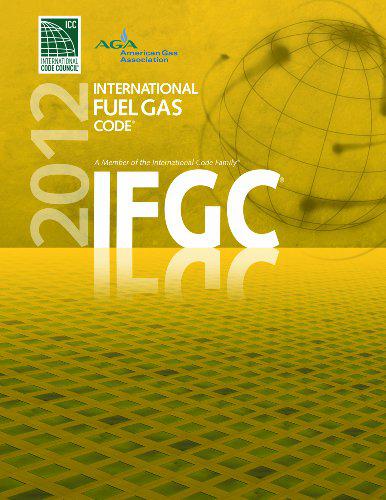 ICC
INTERNATIONAL
CODE COUNCIL®
AGA
American Gas
Association
2012
INTERNATIONAL
FUEL GAS
CODE®
A Member of the International Code Family®
IFGC®